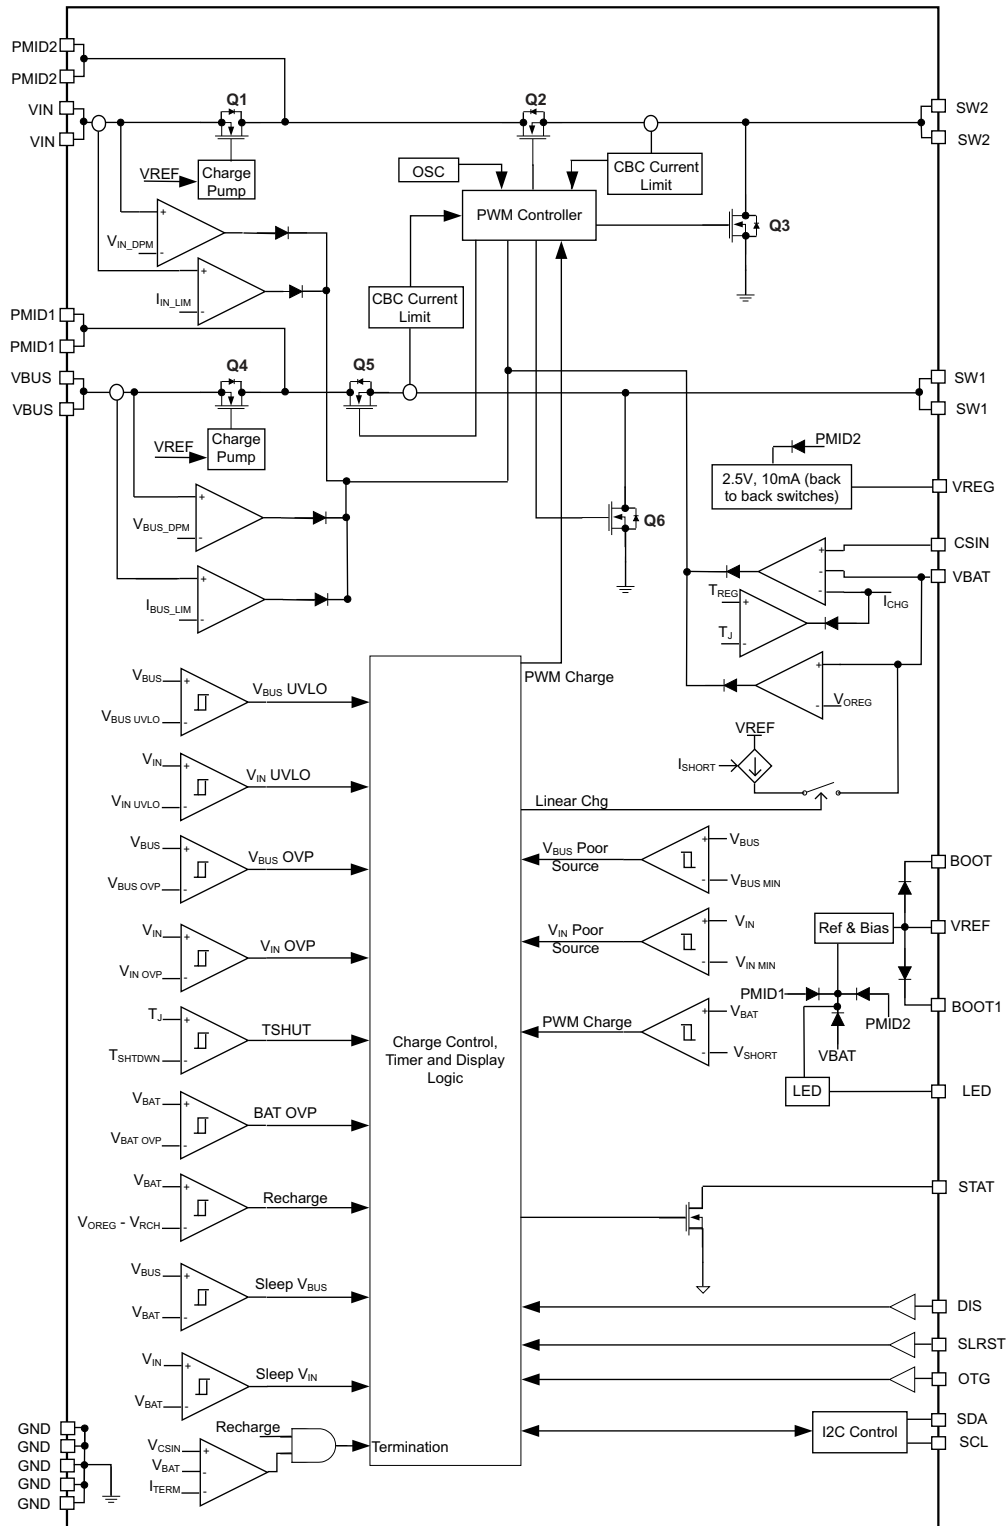 PMID2
PMID2
VIN
VIN
Q1
Q2
SW2
SW2
VREF
Charge
Pump
OSC
CBC Current
Limit
PWM Controller
Q3
+
VIN_DPM
-
+
IIN_LIM
-
CBC Current
Limit
PMID1
PMID1
VBUS
VBUS
Q4
Q5
SW1
SW1
VREF
Charge
Pump
PMID2
2.5V, 10mA (back
to back switches)
VREG
+
VBUS_DPM
-
Q6
+
IBUS_LIM
-
CSIN
VBAT
+
-
-
ICHG
TREG
+
TJ
-
+
VOREG
-
PWM Charge
VREF
ISHORT
Linear Chg
VBUS
+
VBUS UVLO
-
VBUS UVLO
VIN
+
VIN UVLO
-
VIN UVLO
VBUS
+
VBUS OVP
-
VBUS OVP
VIN
+
VIN OVP
-
VIN OVP
TJ
+
TSHTDWN
-
TSHUT
VBAT
+
VBAT OVP
-
BAT OVP
VBAT
+
VOREG - VRCH
-
Recharge
VBUS
+
VBAT
-
Sleep VBUS
VIN
+
VBAT
-
Sleep VIN
Recharge
VCSIN
+
VBAT
-
ITERM
-
Termination
Charge Control,
Timer and Display
Logic
VBUS Poor
Source
+
VBUS
-
VBUS MIN
VIN Poor
Source
+
VIN
-
VIN MIN
PWM Charge
+
VBAT
-
VSHORT
BOOT
Ref & Bias
VREF
PMID1
PMID2
VBAT
BOOT1
LED
LED
STAT
DIS
SLRST
OTG
I2C Control
SDA
SCL
GND
GND
GND
GND
GND